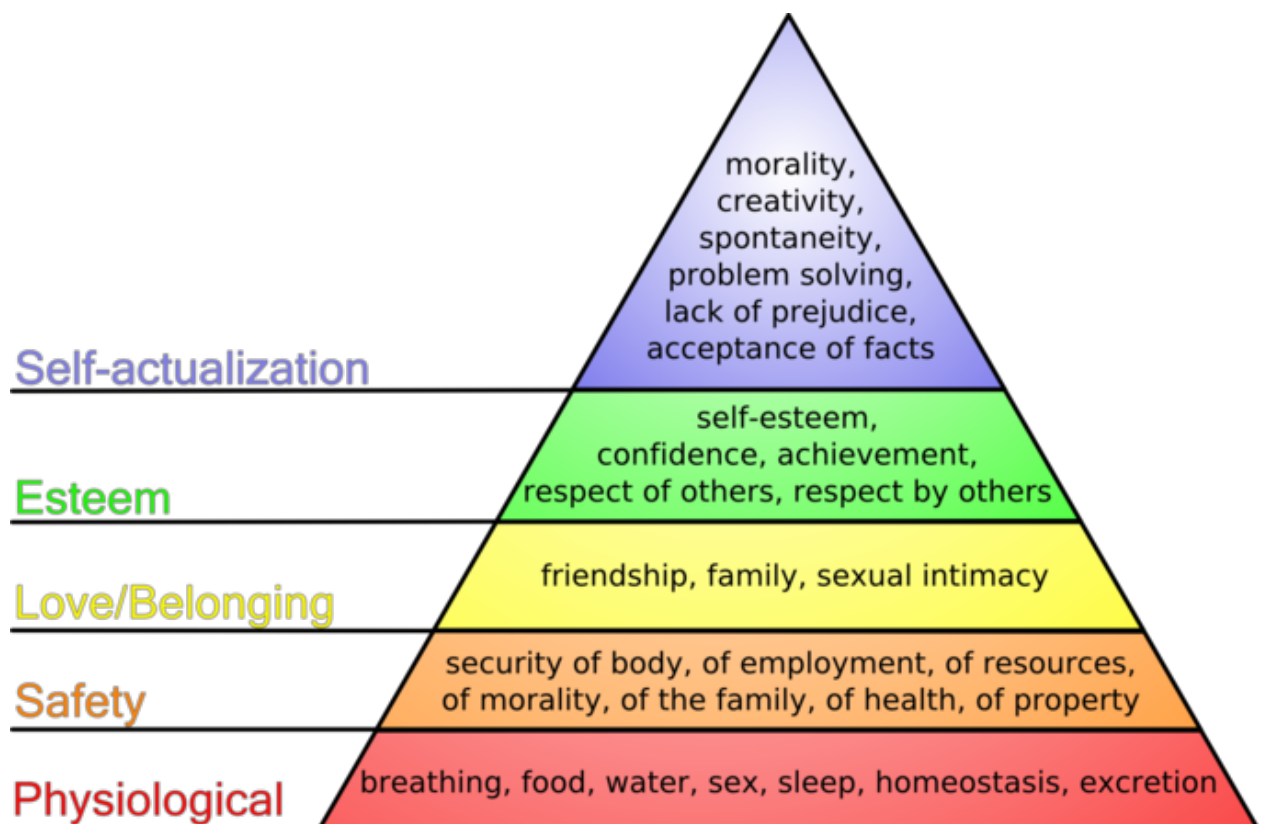 morality,
creativity,
spontaneity,
problem solving,
lack of prejudice,
acceptance of facts
Self-actualization
self-esteem,
confidence, achievement,
respect of others, respect by others
Esteem
friendship, family, sexual intimacy
Love/Belonging
security of body, of employment, of resources,
of morality, of the family, of health, of property
Safety
breathing, food, water, sex, sleep, homeostasis, excretion
Physiological